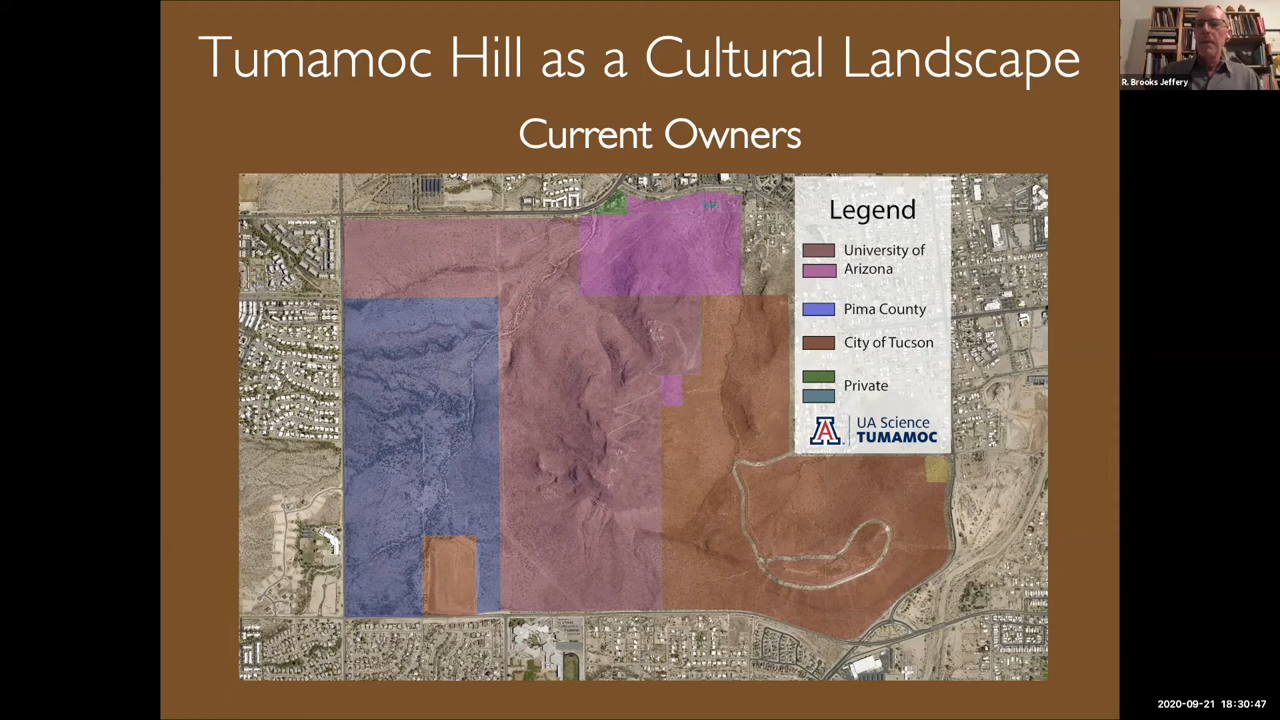 Tumamoc Hill as a Cultural Landscape
Current Owners
R. Brooks Jeffery
Legend
University of
Arizona
Pima County
City of Tucson
Private
A
UA Science
TUMAMOC
2020-09-21 18:30:47